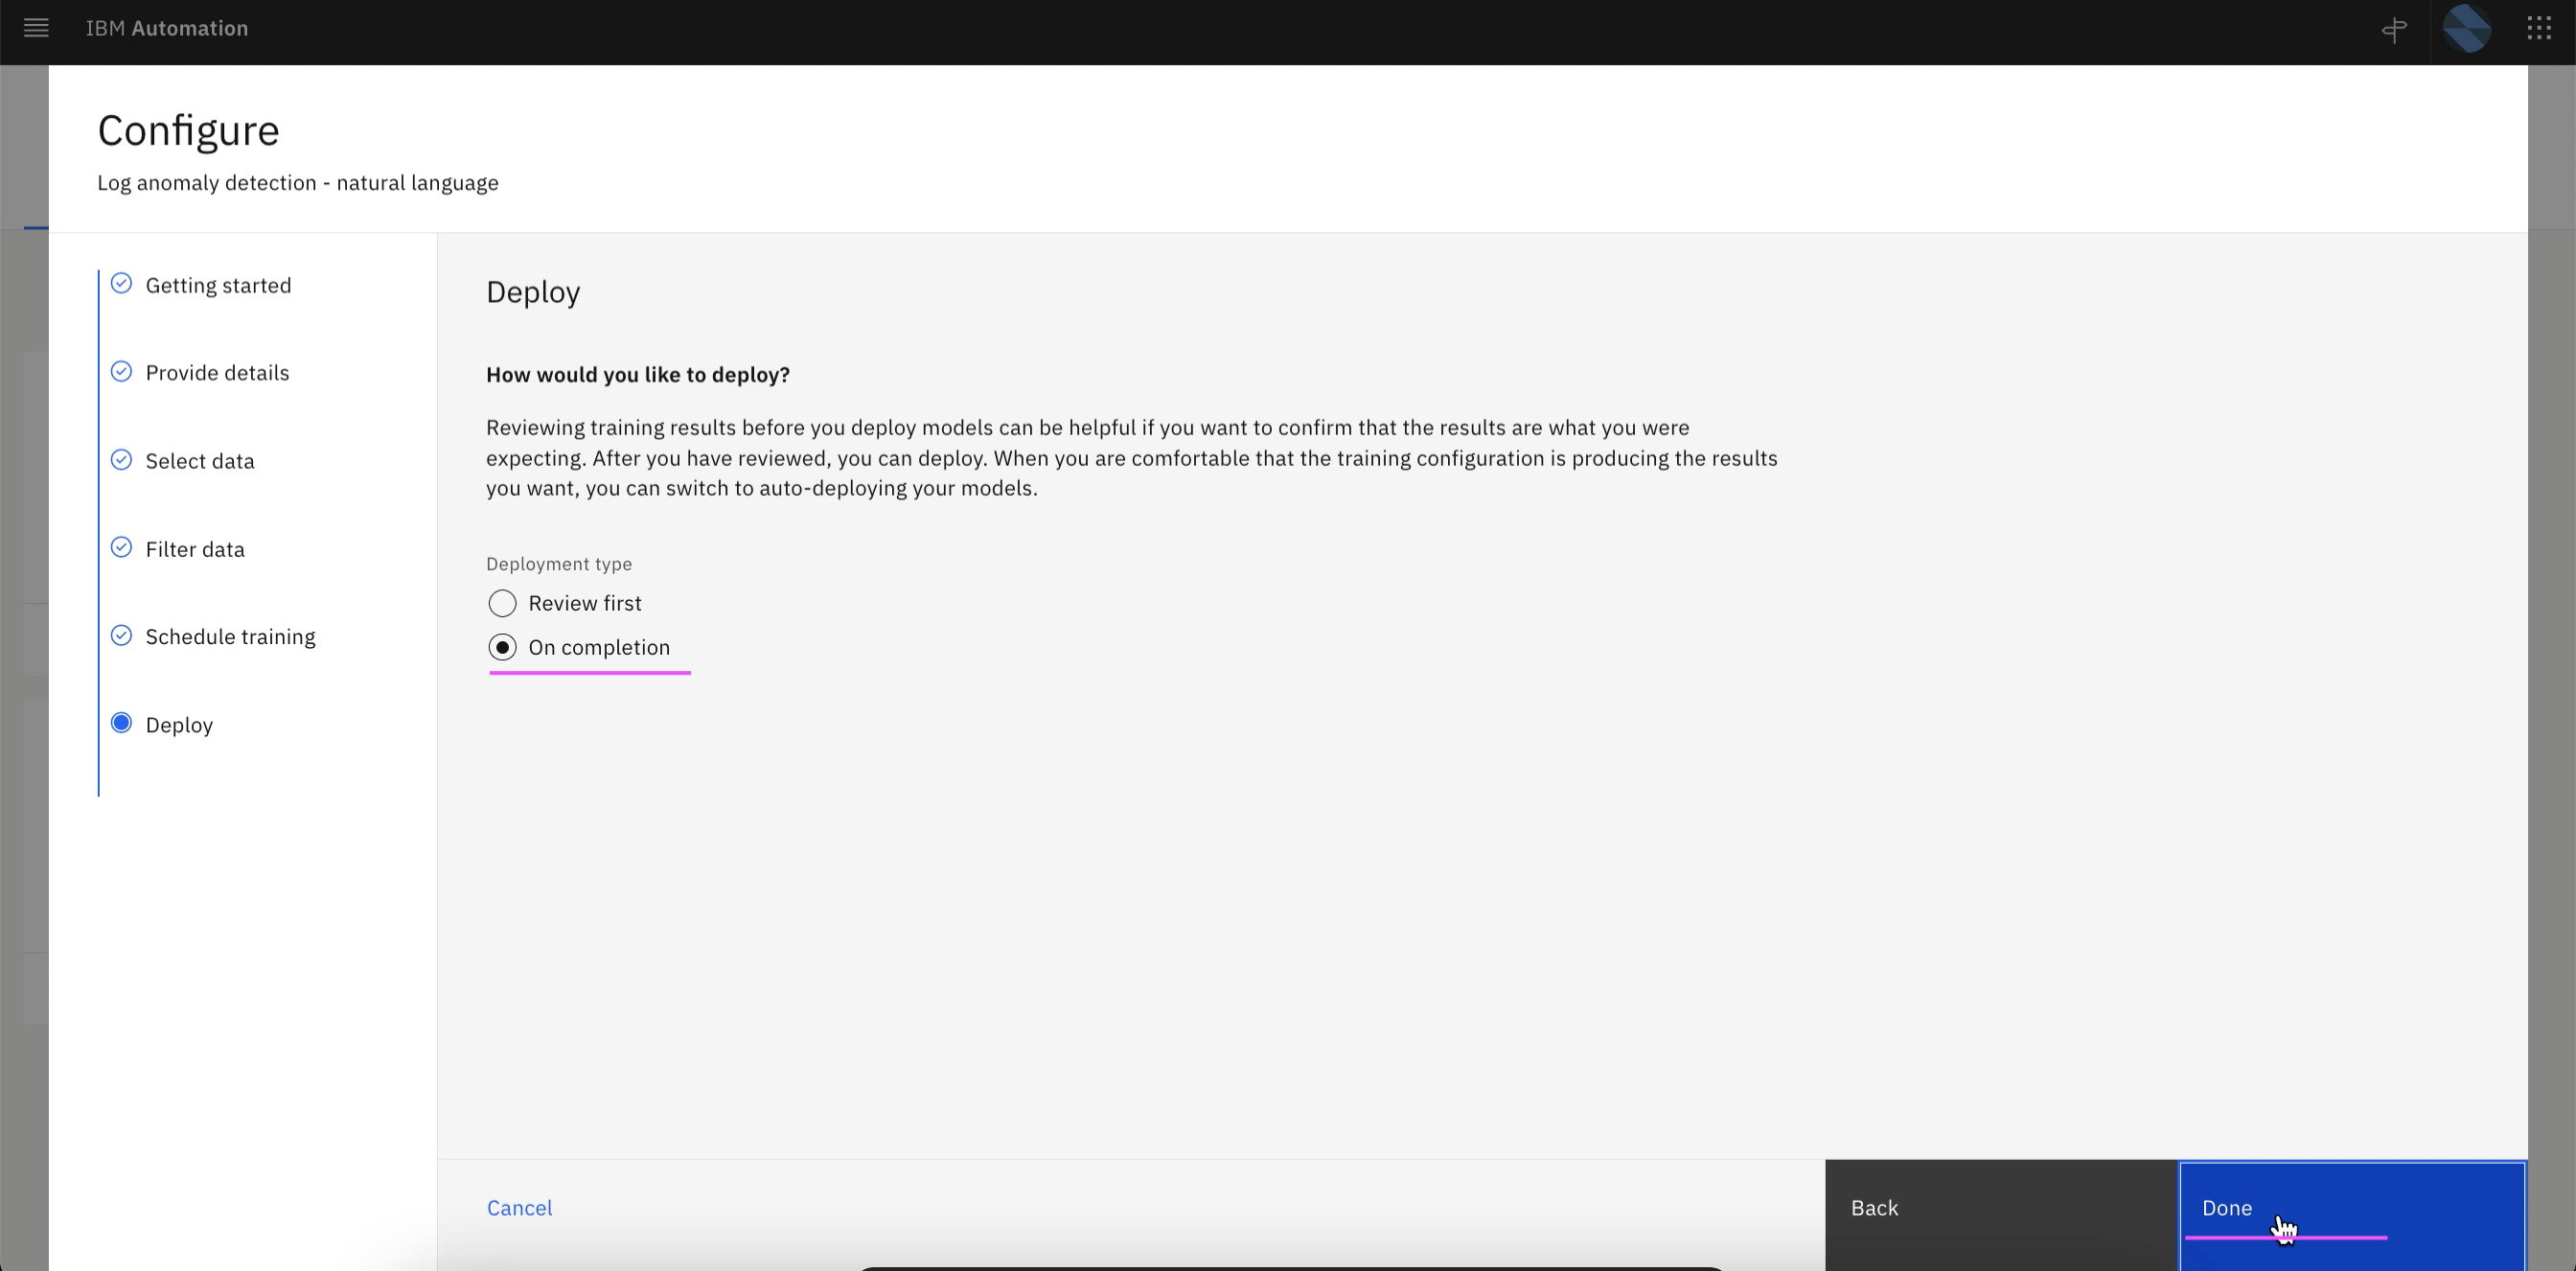 IBM Automation
Configure
Log anomaly detection - natural language
Getting started
Provide details
Select data
Filter data
Schedule training
Deploy
Deploy
How would you like to deploy?
Reviewing training results before you deploy models can be helpful if you want to confirm that the results are what you were
expecting. After you have reviewed, you can deploy. When you are comfortable that the training configuration is producing the results
you want, you can switch to auto-deploying your models.
Deployment type
Review first
On completion
Cancel
Back
Done